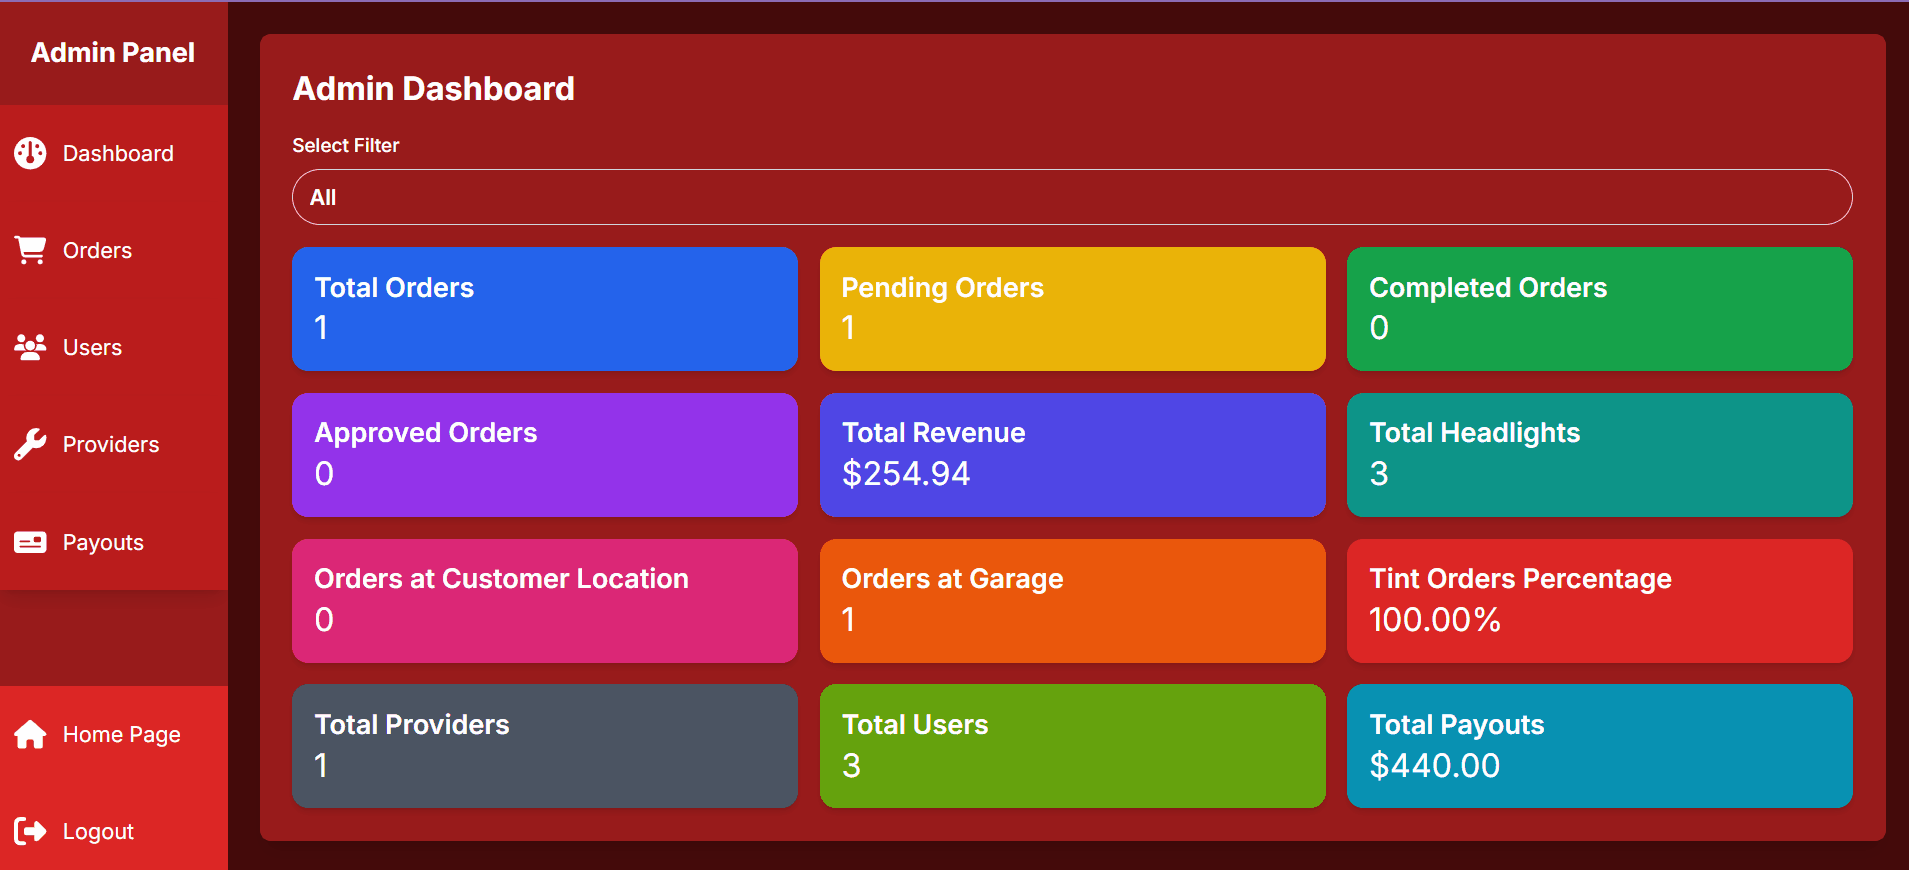 Admin Panel
Dashboard
Orders
Users
Providers
Payouts
Home Page
Logout
Admin Dashboard
Select Filter
All
Total Orders
1
Pending Orders
1
Completed Orders
0
Approved Orders
0
Total Revenue
$254.94
Total Headlights
3
Orders at Customer Location
0
Orders at Garage
1
Tint Orders Percentage
100.00%
Total Providers
1
Total Users
3
Total Payouts
$440.00